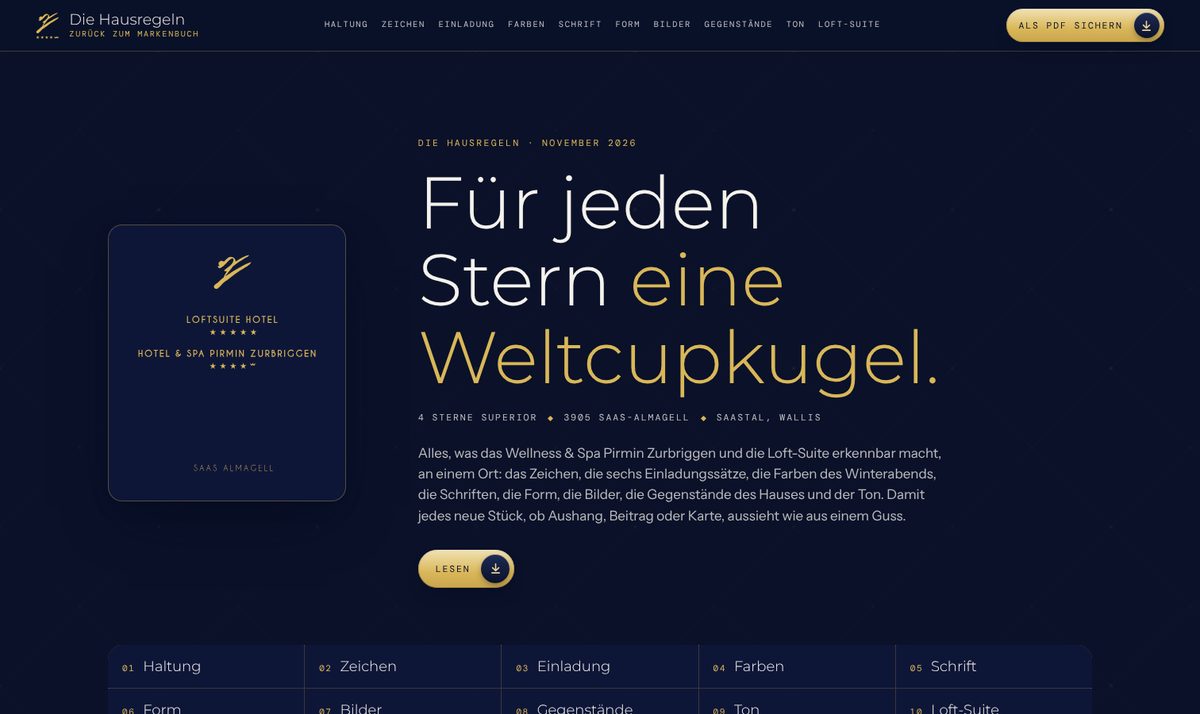 Die Hausregeln
ZURÜCK ZUM MARKENBUCH
HALTUNG ZEICHEN EINLADUNG FARBEN SCHRIFT FORM BILDER GEGENSTÄNDE TON LOFT-SUITE
ALS PDF SICHERN
DIE HAUSREGELN · NOVEMBER 2026
Für jeden
Stern eine
Weltcupkugel.
4 STERNE SUPERIOR ◆ 3905 SAAS-ALMAGELL ◆ SAASTAL, WALLIS
Alles, was das Wellness & Spa Pirmin Zurbriggen und die Loft-Suite erkennbar macht,
an einem Ort: das Zeichen, die sechs Einladungssätze, die Farben des Winterabends,
die Schriften, die Form, die Bilder, die Gegenstände des Hauses und der Ton. Damit
jedes neue Stück, ob Aushang, Beitrag oder Karte, aussieht wie aus einem Guss.
LESEN
LOFTSUITE HOTEL
★★★★★
HOTEL & SPA PIRMIN ZURBRIGGEN
★★★★
SAAS ALMAGELL
01 Haltung
02 Zeichen
03 Einladung
04 Farben
05 Schrift
06 Form
07 Bilder
08 Gegenstände
09 Ton
10 Loft-Suite